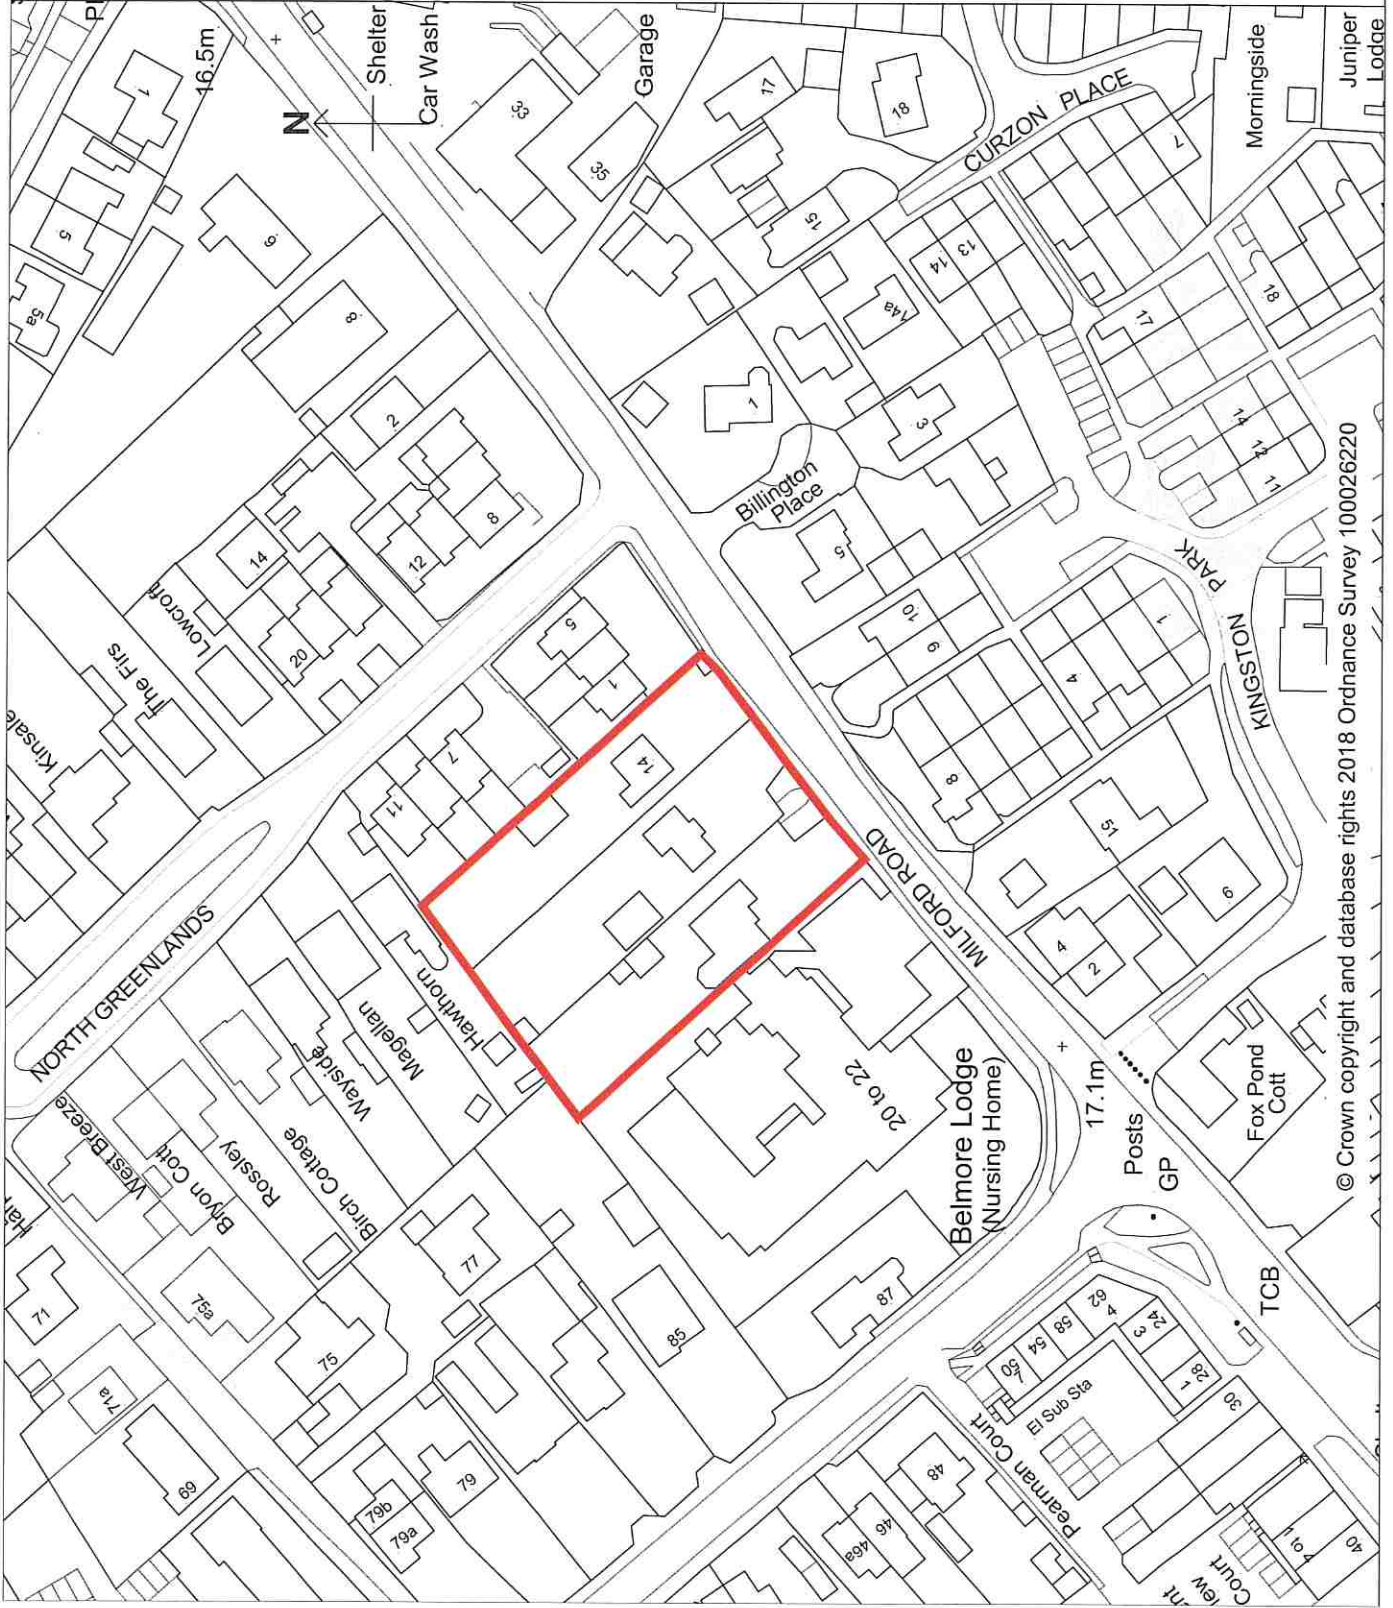 16.5m
N
Shelter
Car Wash
Garage
1
5
5a
6
8
2
33
35
17
18
15
CURZON PLACE
7
Morningside
Juniper
Lodge
13
14
14a
17
18
14
12
11
1
3
Billington
Place
5
10
9
8
12
14
20
Lowcroft
The Firs
Kinsale
5
1
7
11
14
NORTH GREENLANDS
MILFORD ROAD
KINGSTON
PARK
1
4
8
51
6
4
2
Hawthorn
Magellan
Wayside
Birch Cottage
Rossley
Bryon Cott
West Breeze
20 to 22
Belmore Lodge
(Nursing Home)
17.1m
Posts
GP
Fox Pond
Cott
TCB
71
71a
75a
75
77
69
79b
79a
79
85
87
48
46
46a
Pearman Court
El Sub Sta
50
7
54
58
62
4
3
24
28
1
30
1 to 4
40
Court
© Crown copyright and database rights 2018 Ordnance Survey 100026220